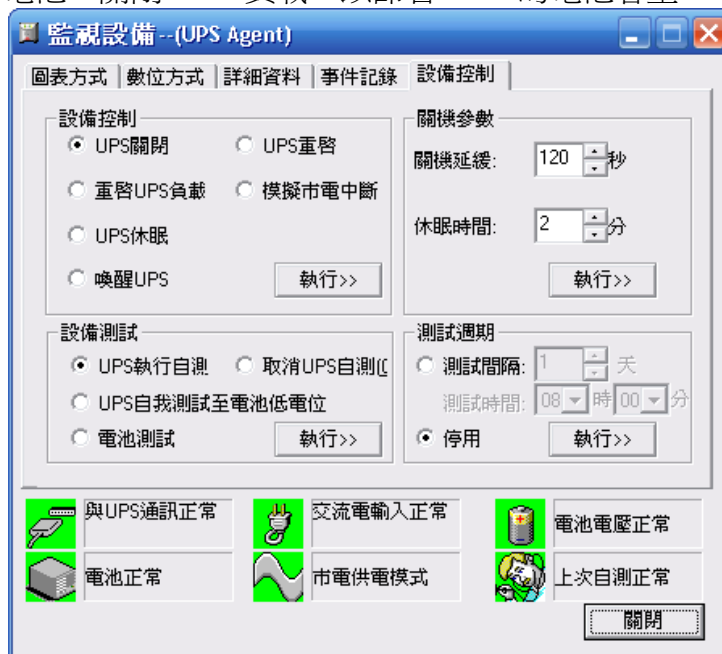 監視設備--(UPS Agent)
圖表方式 數位方式 詳細資料 事件記錄 設備控制
設備控制
UPS關閉 UPS重啓
重啓UPS負載 模擬市電中斷
UPS休眠
喚醒UPS 執行>>
關機參數
關機延緩: 120 秒
休眠時間: 2 分
執行>>
設備測試
UPS執行自測 取消UPS自測(
UPS自我測試至電池低電位
電池測試 執行>>
測試週期
測試間隔: 1 天
測試時間: 08 時 00 分
停用 執行>>
與UPS通訊正常 交流電輸入正常 電池電壓正常
電池正常 市電供電模式 上次自測正常
關閉